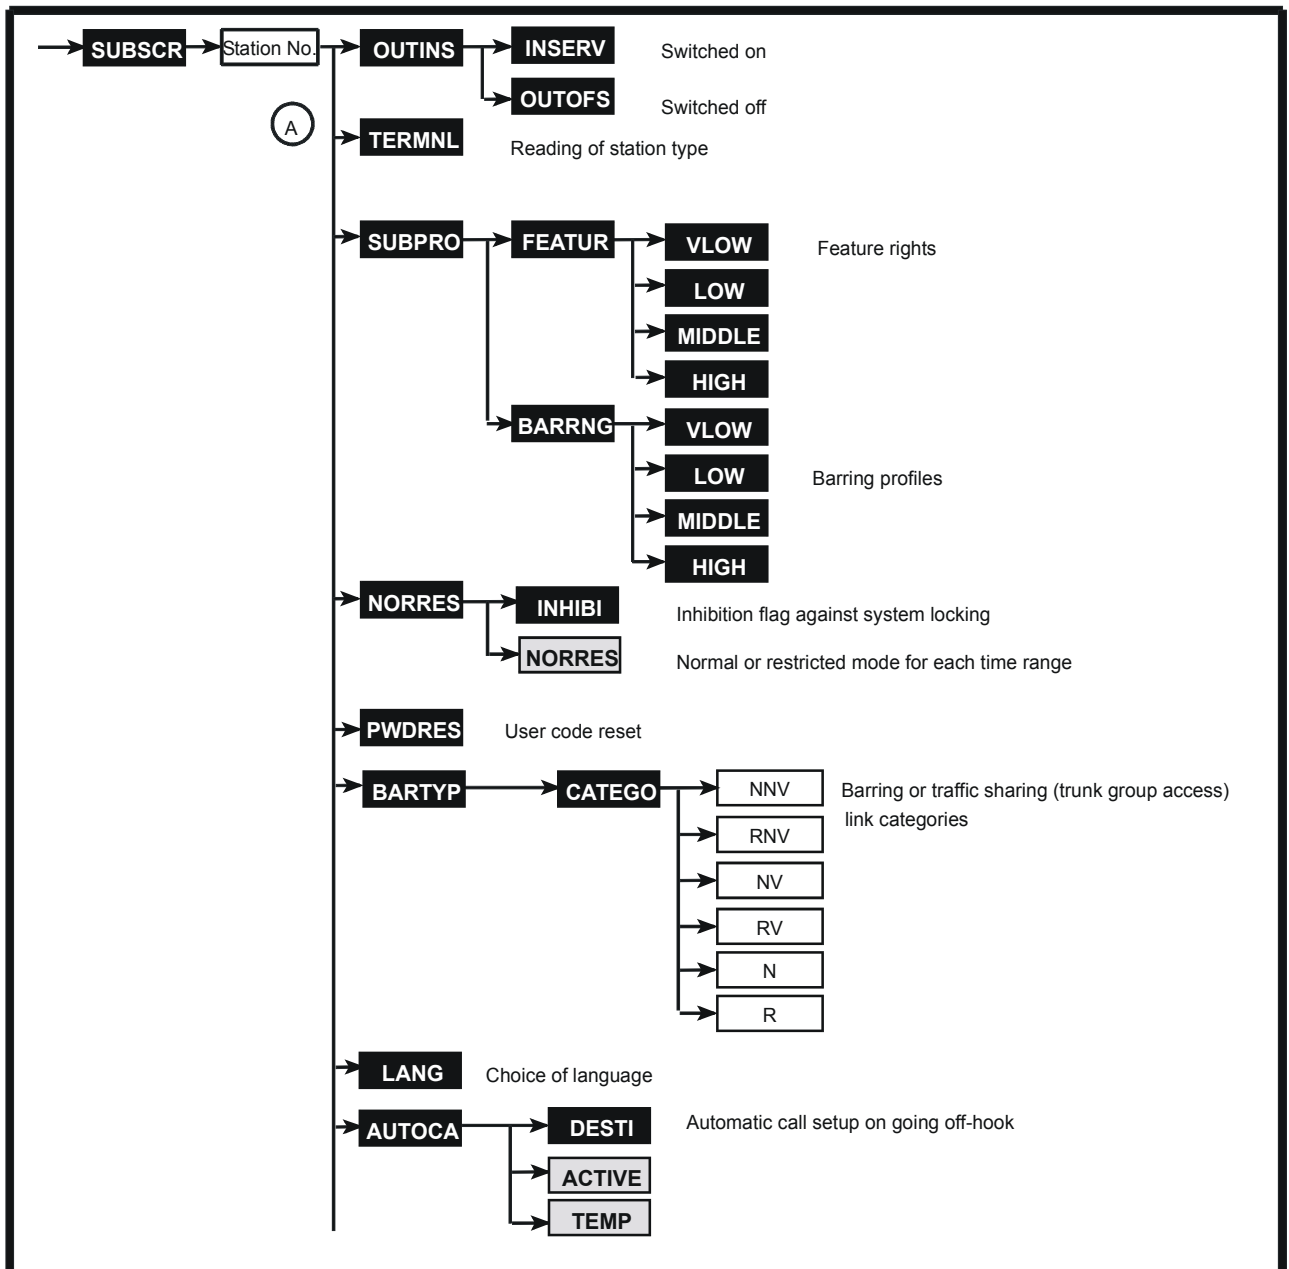 SUBSCR Station No. OUTINS INSERV Switched on
OUTOFS Switched off
A
TERMNL Reading of station type
SUBPRO FEATUR VLOW Feature rights
LOW
MIDDLE
HIGH
BARRNG VLOW
LOW Barring profiles
MIDDLE
HIGH
NORRES INHIBI Inhibition flag against system locking
NORRES Normal or restricted mode for each time range
PWDRES User code reset
BARTYP CATEGO NNV Barring or traffic sharing (trunk group access)
link categories
RNV
NV
RV
N
R
LANG Choice of language
AUTOCA DESTI Automatic call setup on going off-hook
ACTIVE
TEMP